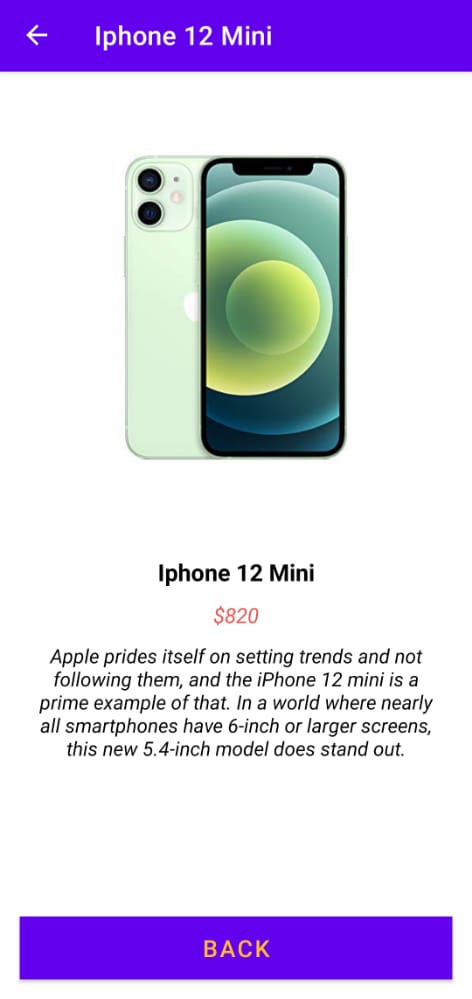 Iphone 12 Mini
Iphone 12 Mini
$820
Apple prides itself on setting trends and not
following them, and the iPhone 12 mini is a
prime example of that. In a world where nearly
all smartphones have 6-inch or larger screens,
this new 5.4-inch model does stand out.
BACK